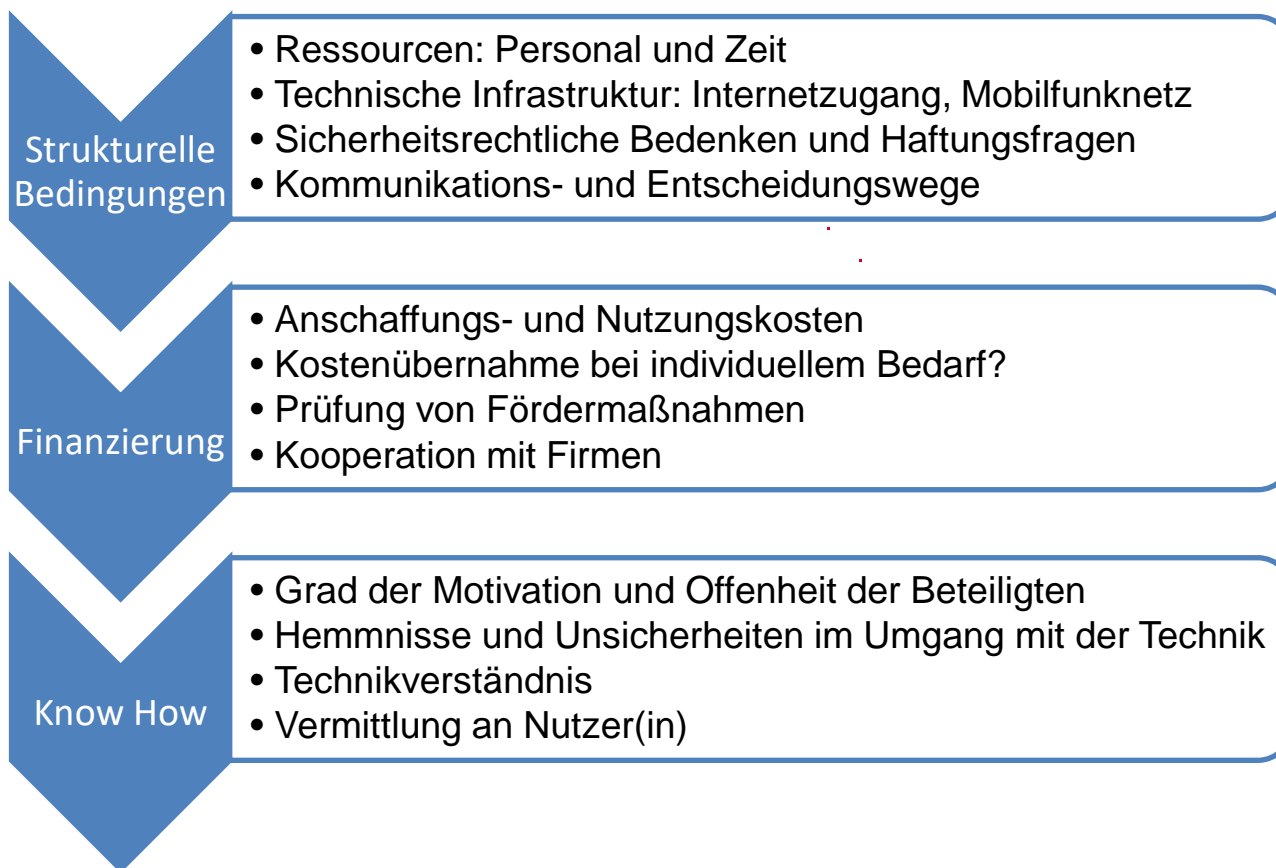 Strukturelle
Bedingungen
• Ressourcen: Personal und Zeit
• Technische Infrastruktur: Internetzugang, Mobilfunknetz
• Sicherheitsrechtliche Bedenken und Haftungsfragen
• Kommunikations- und Entscheidungswege
Finanzierung
• Anschaffungs- und Nutzungskosten
• Kostenübernahme bei individuellem Bedarf?
• Prüfung von Fördermaßnahmen
• Kooperation mit Firmen
Know How
• Grad der Motivation und Offenheit der Beteiligten
• Hemmnisse und Unsicherheiten im Umgang mit der Technik
• Technikverständnis
• Vermittlung an Nutzer(in)